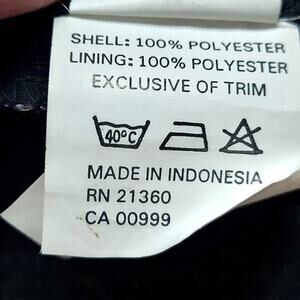 SHELL: 100% POLYESTER
LINING: 100% POLYESTER
EXCLUSIVE OF TRIM
40°C
MADE IN INDONESIA
RN 21360
CA 00999